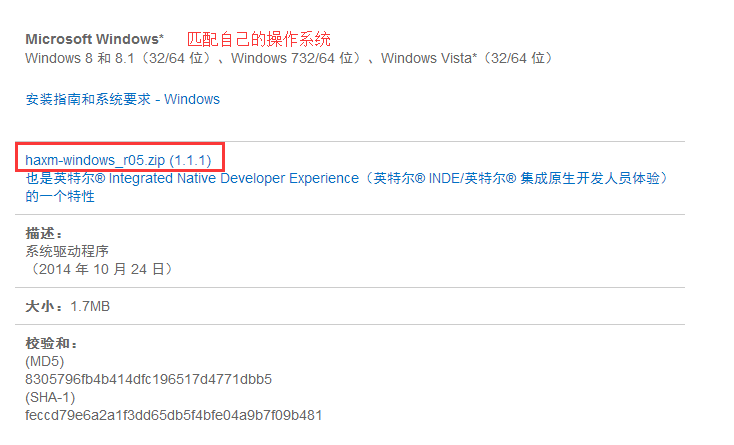 Microsoft Windows* 匹配自己的操作系统
Windows 8 和 8.1（32/64 位）、Windows 732/64 位）、Windows Vista*（32/64 位）
安装指南和系统要求 - Windows
haxm-windows_r05.zip (1.1.1)
也是英特尔® Integrated Native Developer Experience（英特尔® INDE/英特尔® 集成原生开发人员体验）
的一个特性
描述：
系统驱动程序
（2014 年 10 月 24 日）
大小：1.7MB
校验和：
(MD5)
8305796fb4b414dfc196517d4771dbb5
(SHA-1)
feccd79e6a2a1f3dd65db5f4bfe04a9b7f09b481